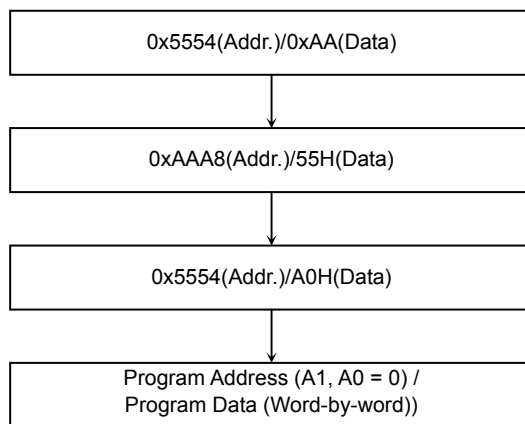 0x5554(Addr.)/0xAA(Data)
0xAAA8(Addr.)/55H(Data)
0x5554(Addr.)/A0H(Data)
Program Address (A1, A0 = 0) /
Program Data (Word-by-word))